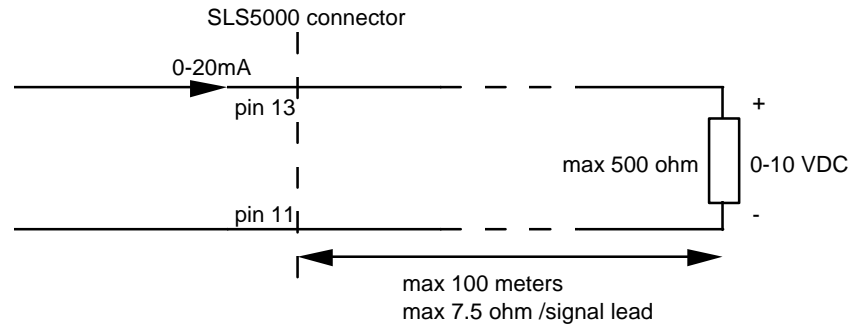 SLS5000 connector
0-20mA
pin 13
+
max 500 ohm
0-10 VDC
pin 11
-
max 100 meters
max 7.5 ohm /signal lead